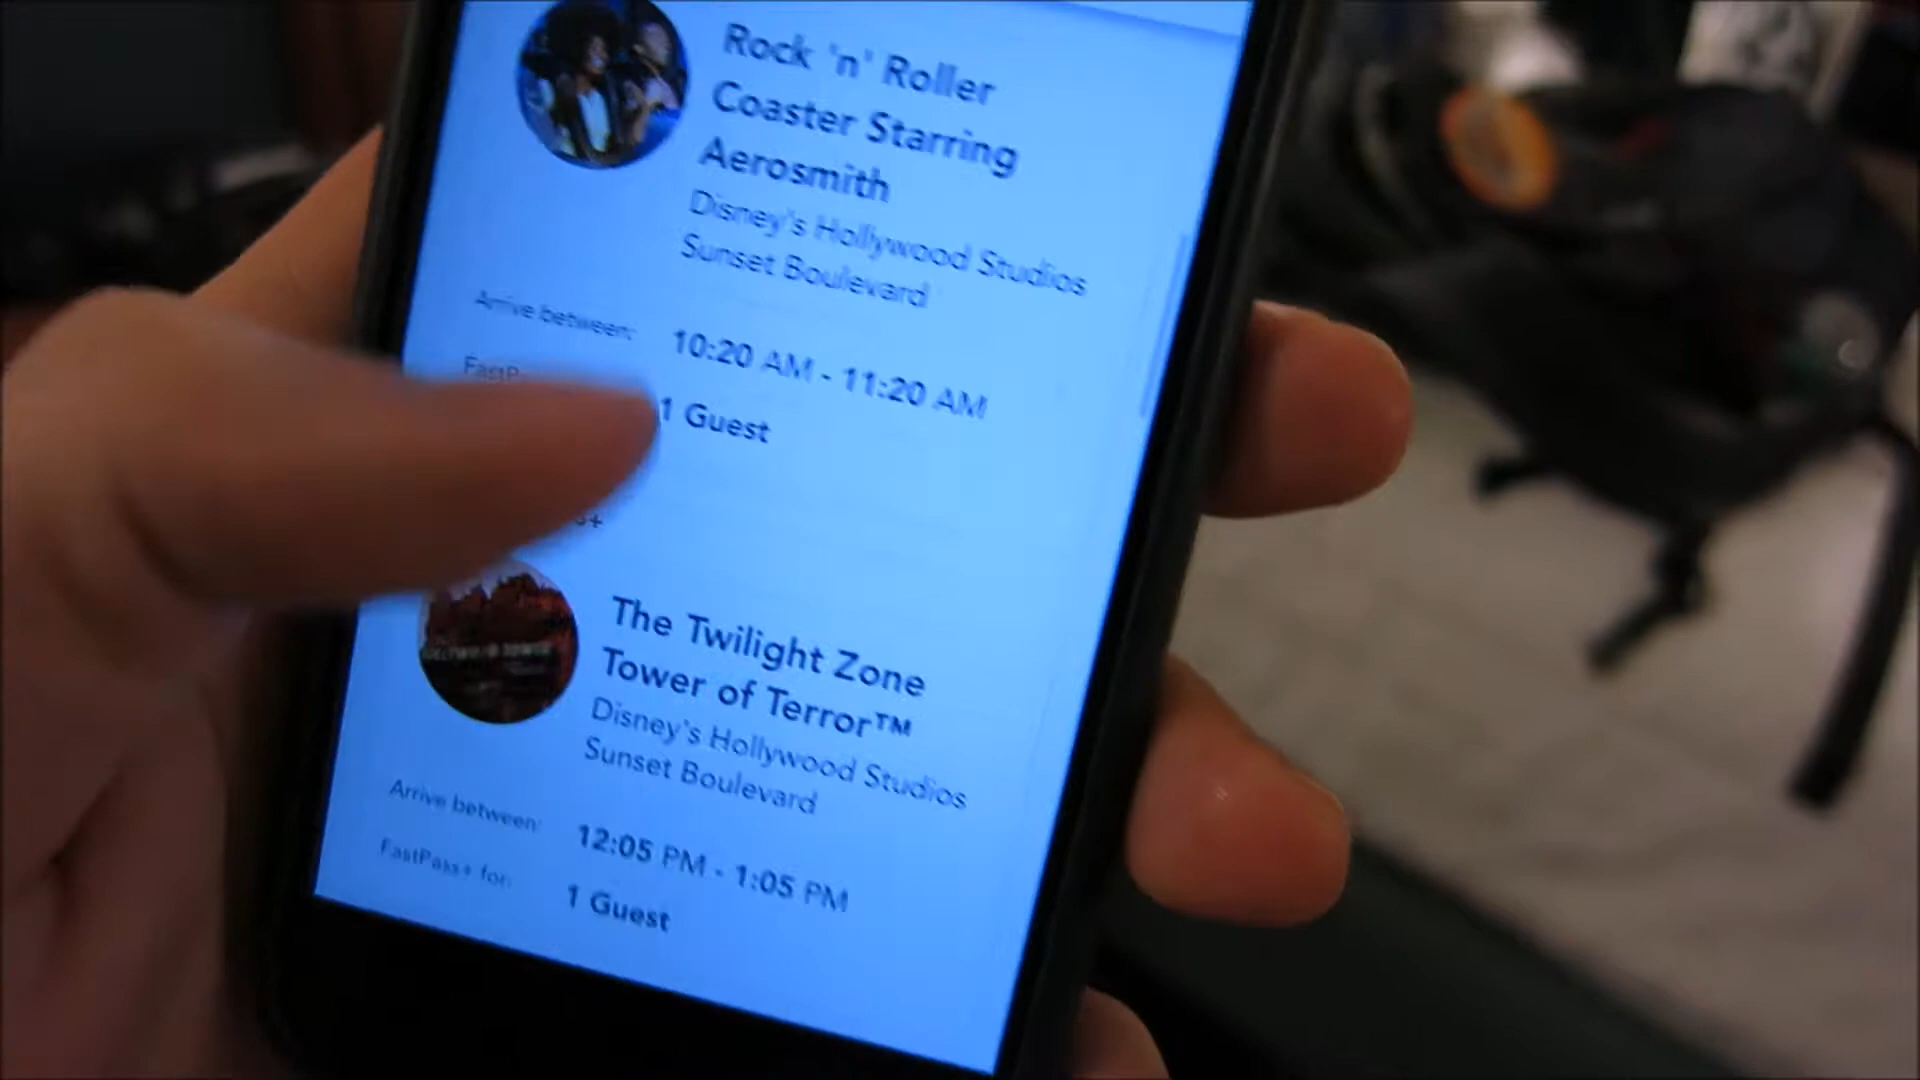 Rock 'n' Roller
Coaster Starring
Aerosmith
Disney's Hollywood Studios
Sunset Boulevard
Arrive between: 10:20 AM - 11:20 AM
1 Guest
The Twilight Zone
Tower of Terror™
Disney's Hollywood Studios
Sunset Boulevard
Arrive between: 12:05 PM - 1:05 PM
FastPass+ for: 1 Guest